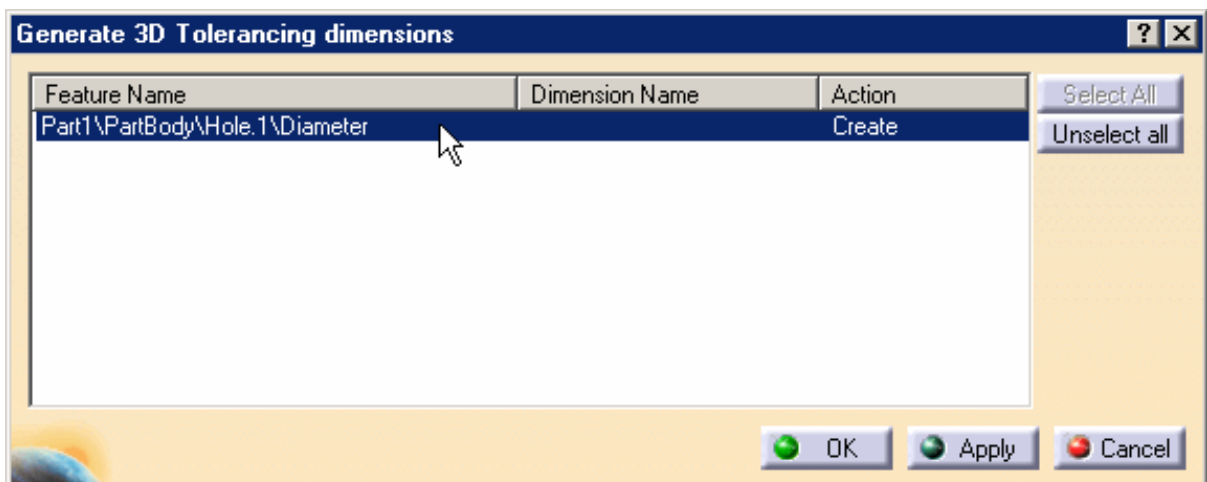 Generate 3D Tolerancing dimensions
Feature Name Dimension Name Action Select All
Part1\PartBody\Hole.1\Diameter Create Unselect all
OK Apply Cancel